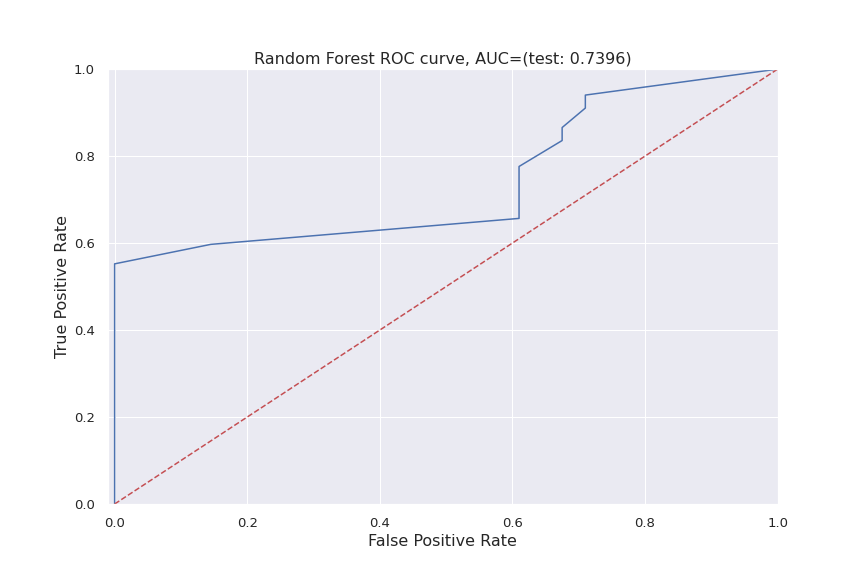 Random Forest ROC curve, AUC=(test: 0.7396)
1.0
0.8
0.6
0.4
0.2
0.0
True Positive Rate
0.0 0.2 0.4 0.6 0.8 1.0
False Positive Rate